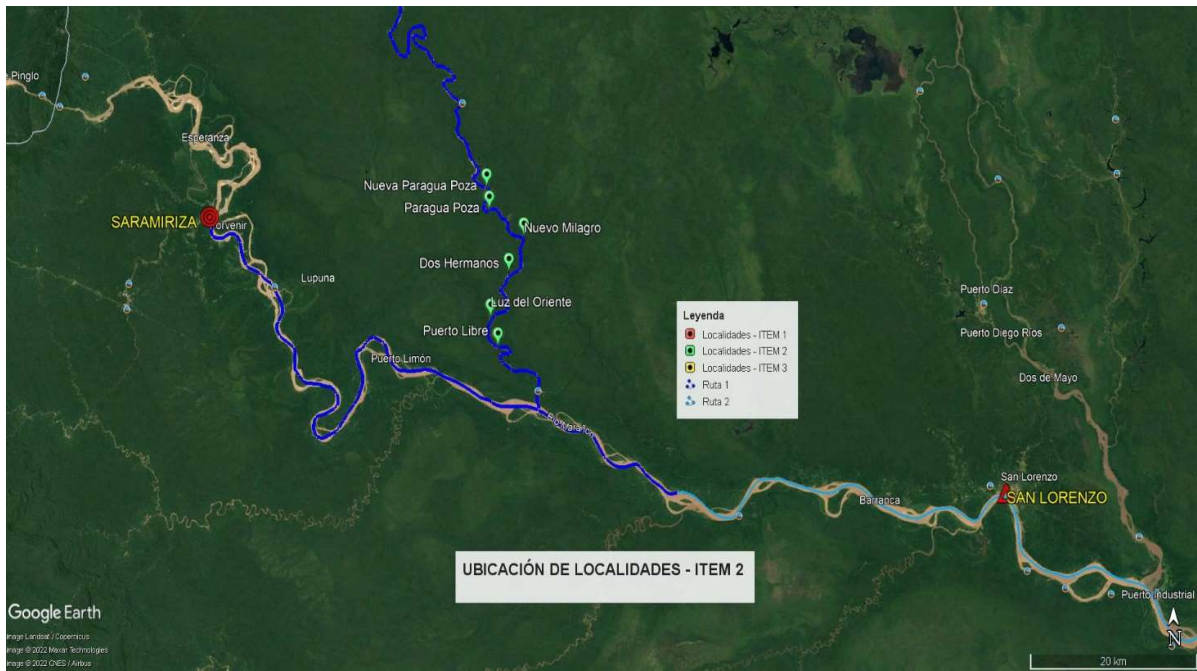 Pinglo
Esperanza
Nueva Paragua Poza
Paragua Poza
SARAMIRIZA
Porvenir
Nuevo Milagro
Dos Hermanos
Lupuna
Luz del Oriente
Puerto Libre
Puerto Limón
Río Marañón
Puerto Diaz
Puerto Diego Ríos
Dos de Mayo
Leyenda
Localidades - ITEM 1
Localidades - ITEM 2
Localidades - ITEM 3
Ruta 1
Ruta 2
San Lorenzo
SAN LORENZO
Barranca
Puerto Industrial
UBICACIÓN DE LOCALIDADES - ITEM 2
Google Earth
Image Landsat / Copernicus
Image © 2022 Maxar Technologies
Image © 2022 CNES / Airbus
N
20 km